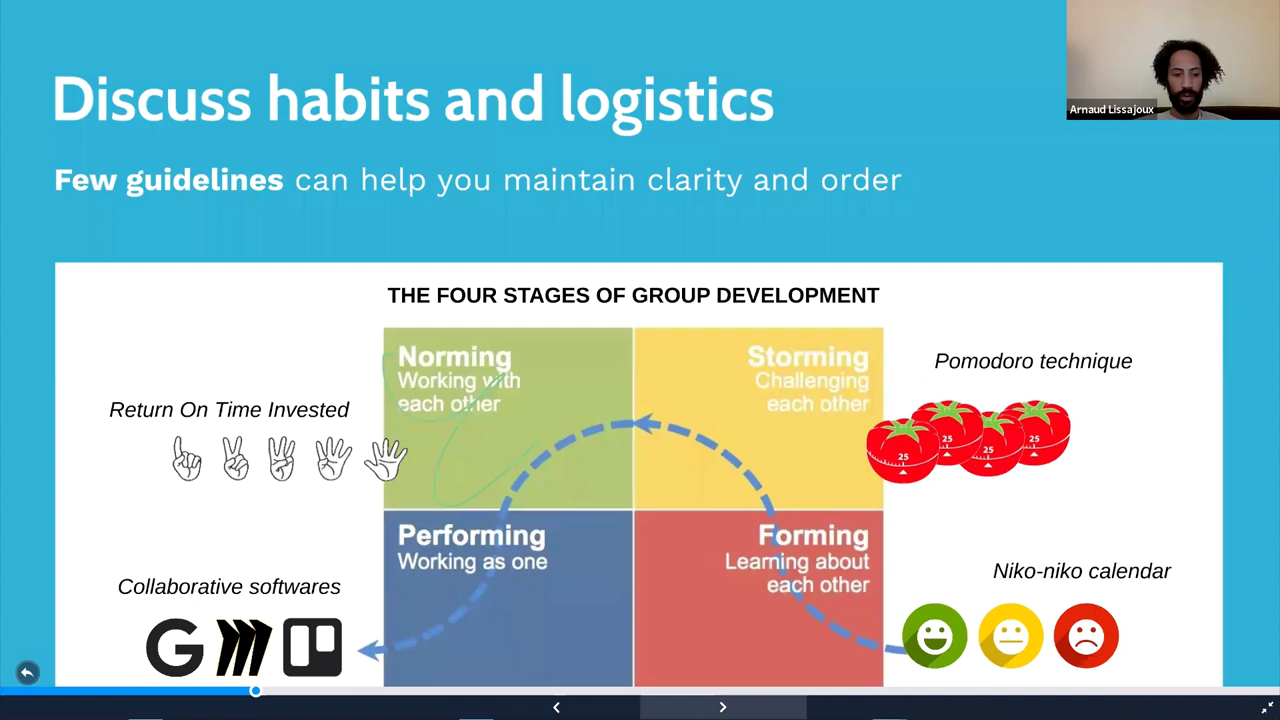 Discuss habits and logistics
Arnaud Lissajoux
Few guidelines can help you maintain clarity and order
THE FOUR STAGES OF GROUP DEVELOPMENT
Norming
Working with
each other
Storming
Challenging
each other
Pomodoro technique
25
25
25
25
Return On Time Invested
Performing
Working as one
Forming
Learning about
each other
Niko-niko calendar
Collaborative softwares
G